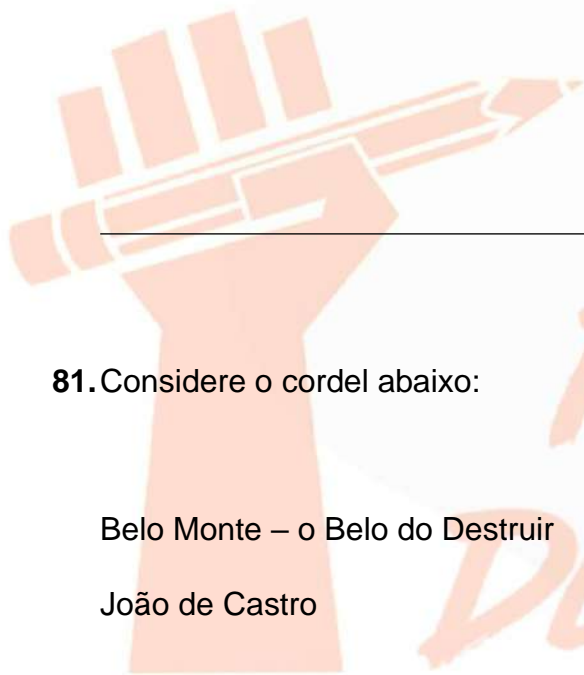 81. Considere o cordel abaixo:
Belo Monte – o Belo do Destruir
João de Castro